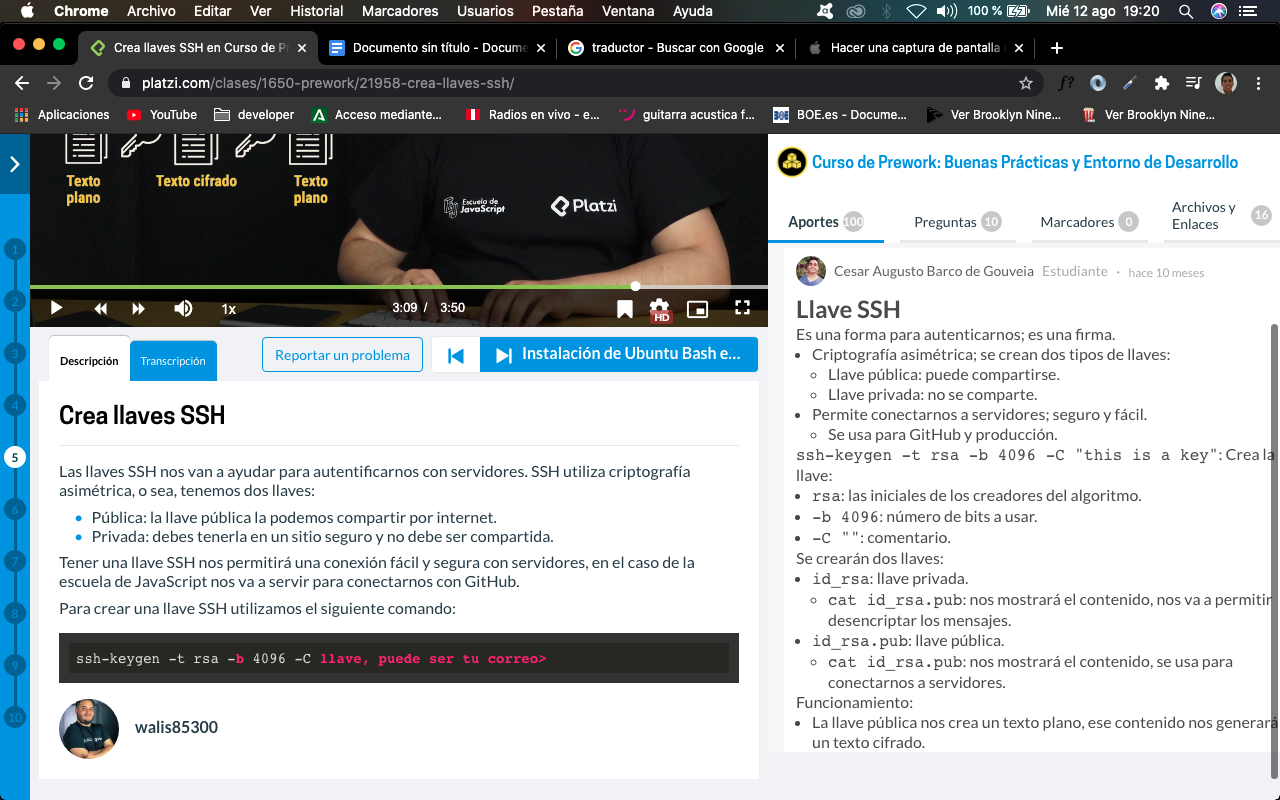 Chrome Archivo Editar Ver Historial Marcadores Usuarios Pestaña Ventana Ayuda 100 % Mié 12 ago 19:20
Crea llaves SSH en Curso de P Documento sin título - Docume traductor - Buscar con Google Hacer una captura de pantalla
platzi.com/clases/1650-prework/21958-crea-llaves-ssh/
Aplicaciones YouTube developer Acceso mediante... Radios en vivo – e... guitarra acustica f... BOE.es - Docume... Ver Brooklyn Nine... Ver Brooklyn Nine...
Texto plano
Texto cifrado
Texto plano
Escuela de JavaScript
Platzi
1x 3:09 / 3:50 HD
Descripción Transcripción Reportar un problema Instalación de Ubuntu Bash e...
1
2
3
4
5
6
7
8
9
10
Crea llaves SSH
Las llaves SSH nos van a ayudar para autentificarnos con servidores. SSH utiliza criptografía
asimétrica, o sea, tenemos dos llaves:
• Pública: la llave pública la podemos compartir por internet.
• Privada: debes tenerla en un sitio seguro y no debe ser compartida.
Tener una llave SSH nos permitirá una conexión fácil y segura con servidores, en el caso de la
escuela de JavaScript nos va a servir para conectarnos con GitHub.
Para crear una llave SSH utilizamos el siguiente comando:
ssh-keygen -t rsa -b 4096 -C llave, puede ser tu correo>
walis85300
Curso de Prework: Buenas Prácticas y Entorno de Desarrollo
Aportes 100 Preguntas 10 Marcadores 0 Archivos y Enlaces 16
Cesar Augusto Barco de Gouveia Estudiante · hace 10 meses
Llave SSH
Es una forma para autenticarnos; es una firma.
• Criptografía asimétrica; se crean dos tipos de llaves:
◦ Llave pública: puede compartirse.
◦ Llave privada: no se comparte.
• Permite conectarnos a servidores; seguro y fácil.
◦ Se usa para GitHub y producción.
ssh-keygen -t rsa -b 4096 -C "this is a key": Crea la
llave:
• rsa: las iniciales de los creadores del algoritmo.
• -b 4096: número de bits a usar.
• -C "": comentario.
Se crearán dos llaves:
• id_rsa: llave privada.
◦ cat id_rsa.pub: nos mostrará el contenido, nos va a permitir
desencriptar los mensajes.
• id_rsa.pub: llave pública.
◦ cat id_rsa.pub: nos mostrará el contenido, se usa para
conectarnos a servidores.
Funcionamiento:
• La llave pública nos crea un texto plano, ese contenido nos generará
un texto cifrado.